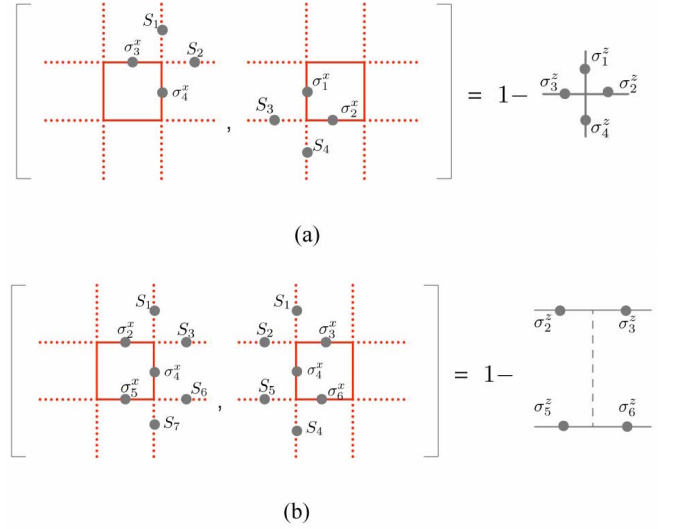 S₁
σ₃ˣ S₂
σ₄ˣ
,
σ₁ˣ
S₃ σ₂ˣ
S₄
= 1−
σ₁ᶻ
σ₃ᶻ σ₂ᶻ
σ₄ᶻ
(a)
S₁
σ₂ˣ S₃
σ₄ˣ
σ₅ˣ S₆
S₇
,
S₁
S₂ σ₃ˣ
σ₄ˣ
S₅ σ₆ˣ
S₄
= 1−
σ₂ᶻ σ₃ᶻ
σ₅ᶻ σ₆ᶻ
(b)